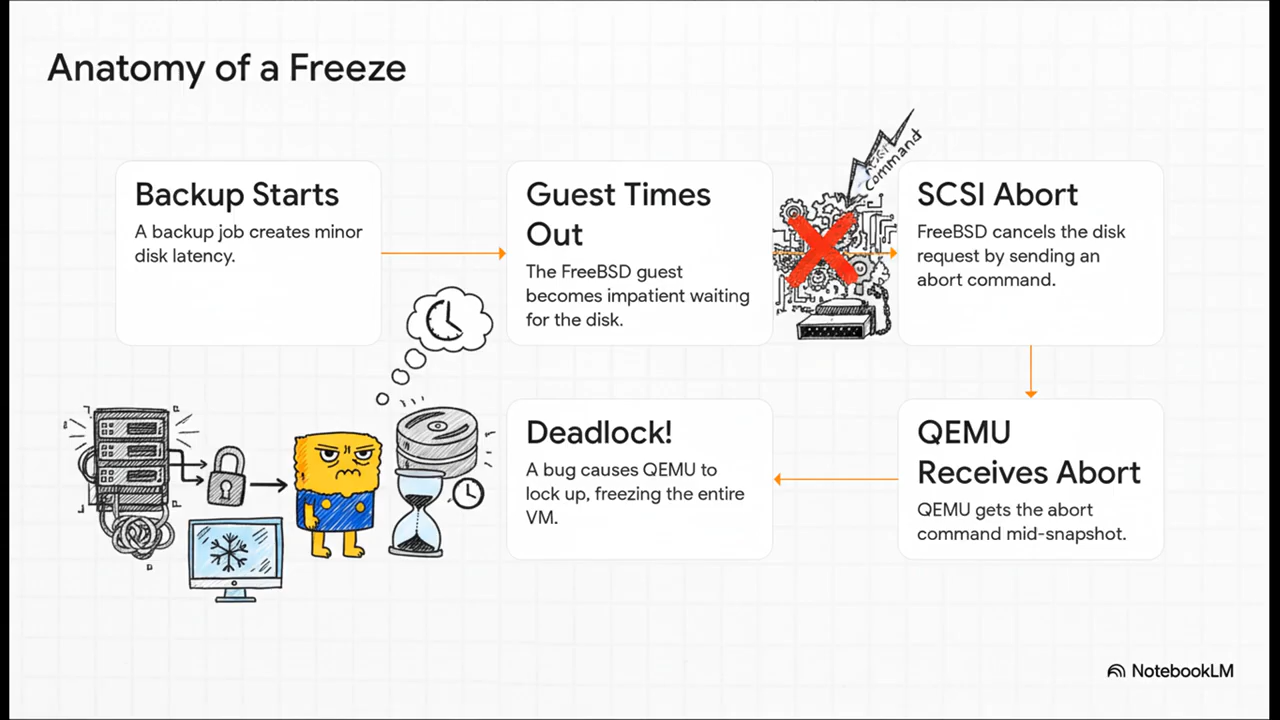 Anatomy of a Freeze
Backup Starts
A backup job creates minor
disk latency.
Guest Times
Out
The FreeBSD guest
becomes impatient waiting
for the disk.
Command
SCSI Abort
FreeBSD cancels the disk
request by sending an
abort command.
QEMU
Receives Abort
QEMU gets the abort
command mid-snapshot.
Deadlock!
A bug causes QEMU to
lock up, freezing the entire
VM.
NotebookLM